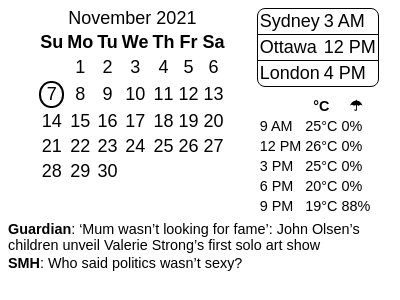 November 2021
Su Mo Tu We Th Fr Sa
1 2 3 4 5 6
7 8 9 10 11 12 13
14 15 16 17 18 19 20
21 22 23 24 25 26 27
28 29 30
Sydney 3 AM
Ottawa 12 PM
London 4 PM
°C ☂
9 AM 25°C 0%
12 PM 26°C 0%
3 PM 25°C 0%
6 PM 20°C 0%
9 PM 19°C 88%
Guardian: ‘Mum wasn’t looking for fame’: John Olsen’s
children unveil Valerie Strong’s first solo art show
SMH: Who said politics wasn’t sexy?